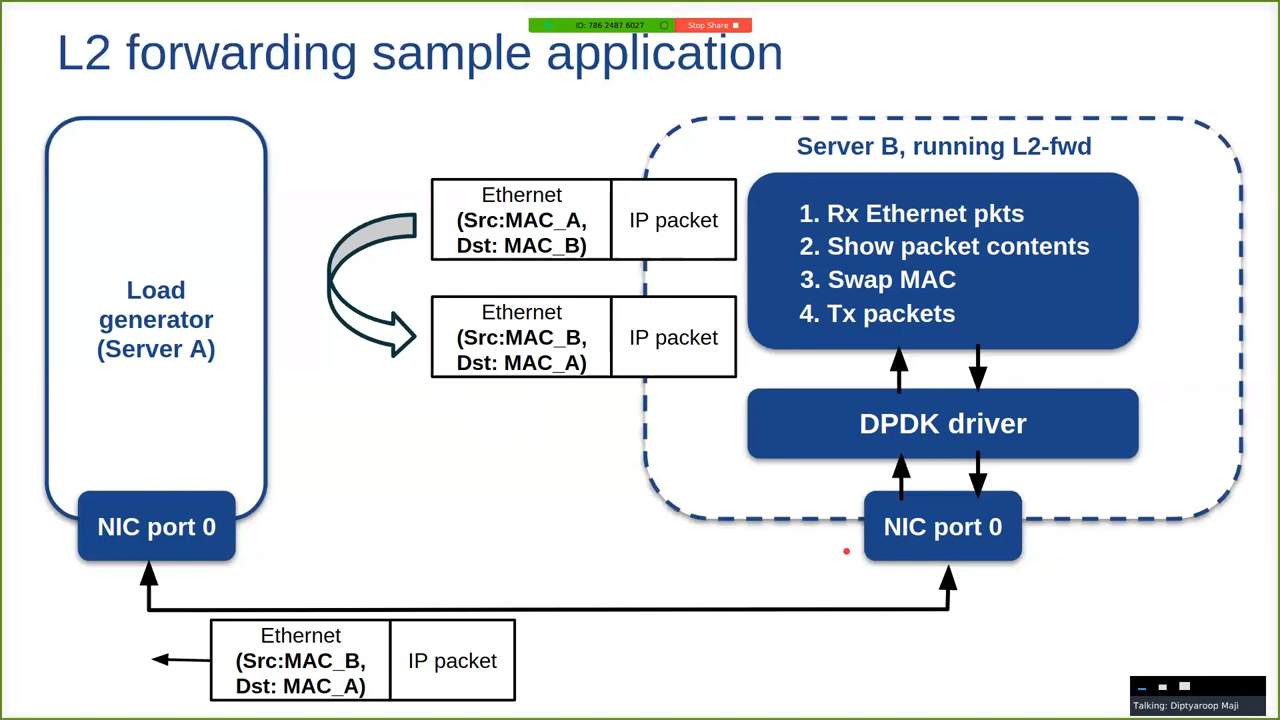 ID: 786 2487 6027
Stop Share
L2 forwarding sample application
Load
generator
(Server A)
NIC port 0
Ethernet
(Src:MAC_A,
Dst: MAC_B)
IP packet
Ethernet
(Src:MAC_B,
Dst: MAC_A)
IP packet
Server B, running L2-fwd
1. Rx Ethernet pkts
2. Show packet contents
3. Swap MAC
4. Tx packets
DPDK driver
NIC port 0
Ethernet
(Src:MAC_B,
Dst: MAC_A)
IP packet
Talking: Diptyaroop Maji